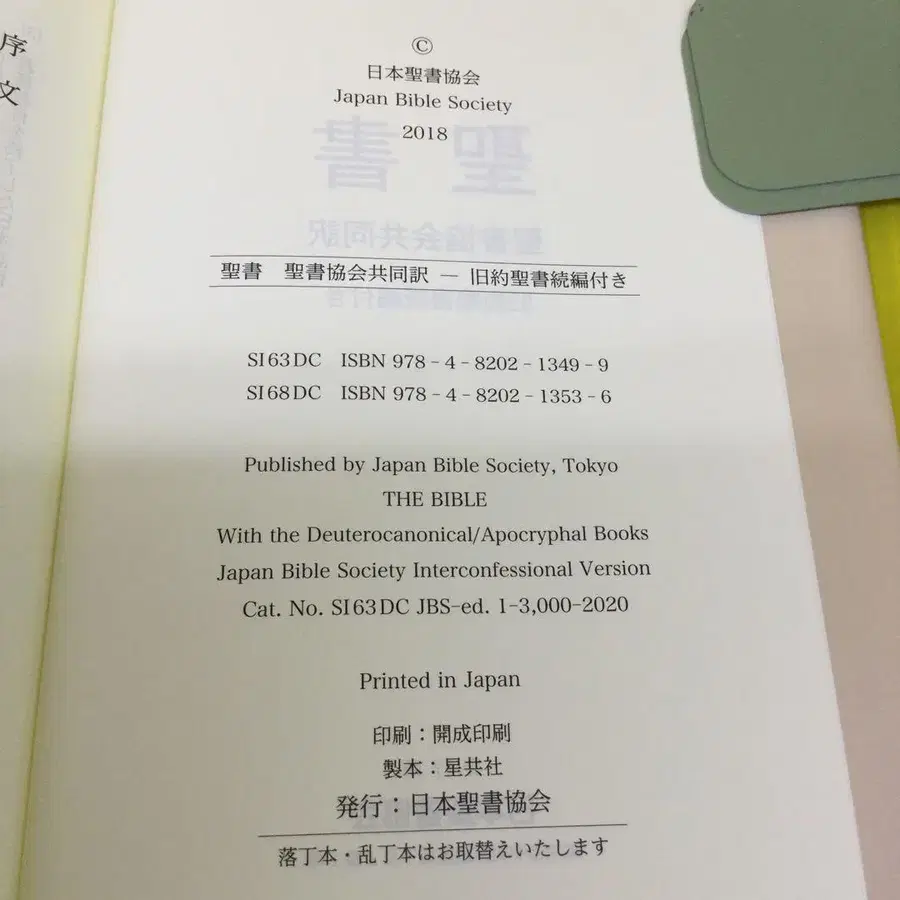 序文
©
日本聖書協会
Japan Bible Society
2018
聖書　聖書協会共同訳 — 旧約聖書続編付き
SI63DC　ISBN 978 - 4 - 8202 - 1349 - 9
SI68DC　ISBN 978 - 4 - 8202 - 1353 - 6
Published by Japan Bible Society, Tokyo
THE BIBLE
With the Deuterocanonical/Apocryphal Books
Japan Bible Society Interconfessional Version
Cat. No. SI63DC JBS-ed. 1-3,000-2020
Printed in Japan
印刷：開成印刷
製本：星共社
発行：日本聖書協会
落丁本・乱丁本はお取替えいたします